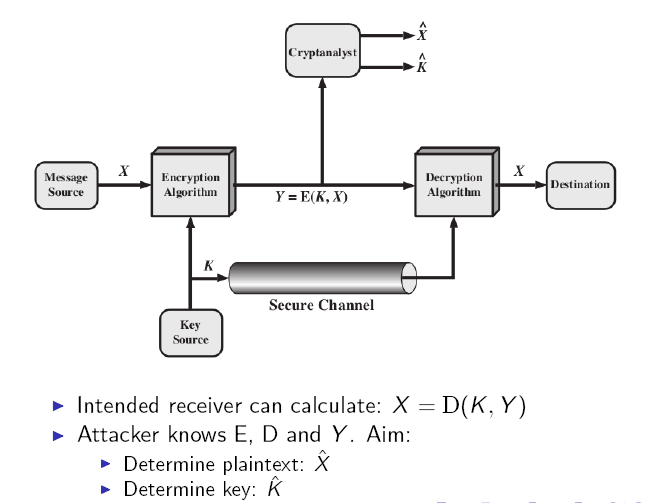 Cryptanalyst
X̂
K̂
Message
Source
X
Encryption
Algorithm
Y = E(K, X)
Decryption
Algorithm
X
Destination
K
Secure Channel
Key
Source
Intended receiver can calculate: X = D(K, Y)
Attacker knows E, D and Y. Aim:
Determine plaintext: X̂
Determine key: K̂